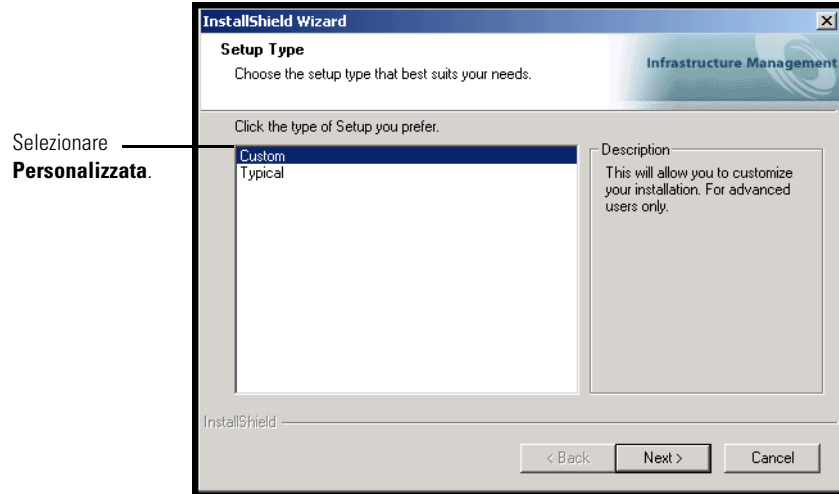 InstallShield Wizard
Setup Type
Choose the setup type that best suits your needs.
Infrastructure Management
Click the type of Setup you prefer.
Selezionare
Personalizzata.
Custom
Typical
Description
This will allow you to customize
your installation. For advanced
users only.
InstallShield
< Back
Next >
Cancel